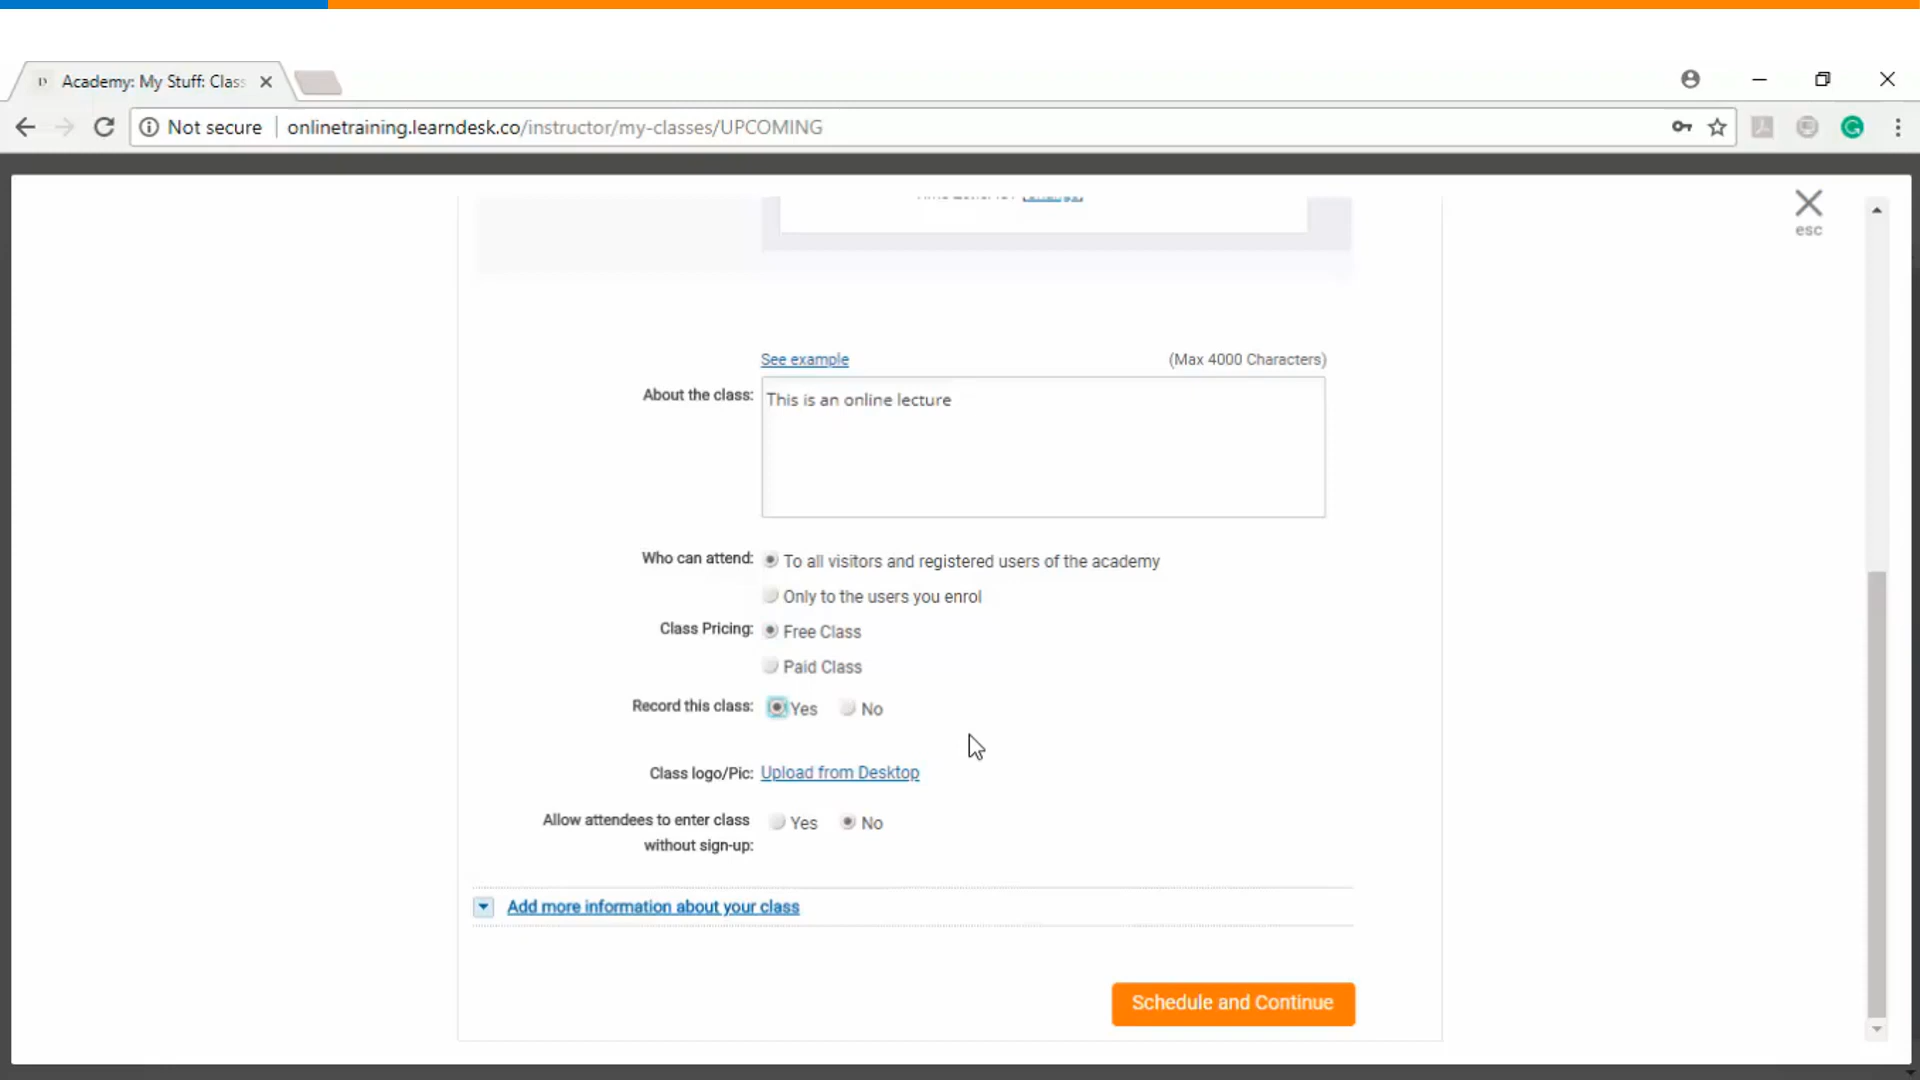 Academy: My Stuff: Class
Not secure onlinetraining.learndesk.co/instructor/my-classes/UPCOMING
esc
See example (Max 4000 Characters)
About the class: This is an online lecture
Who can attend: To all visitors and registered users of the academy
Only to the users you enrol
Class Pricing: Free Class
Paid Class
Record this class: Yes No
Class logo/Pic: Upload from Desktop
Allow attendees to enter class Yes No
without sign-up:
Add more information about your class
Schedule and Continue